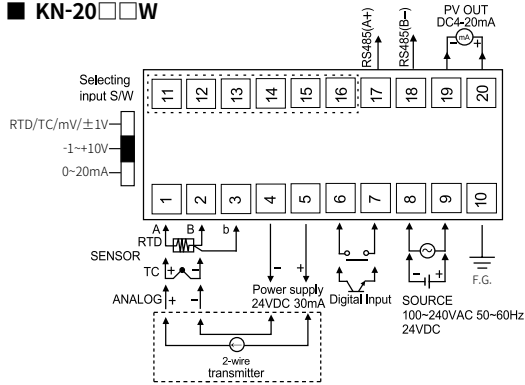 ■ KN-20□□W
PV OUT
DC4-20mA
RS485(A+)
RS485(B−)
− mA +
Selecting
input S/W
11 12 13 14 15 16 17 18 19 20
RTD/TC/mV/±1V
-1~+10V
0~20mA
1 2 3 4 5 6 7 8 9 10
A B b
RTD
SENSOR
TC + −
ANALOG + −
− +
Power supply
24VDC 30mA
Digital Input
− +
SOURCE
100~240VAC 50~60Hz
24VDC
F.G.
2-wire
transmitter